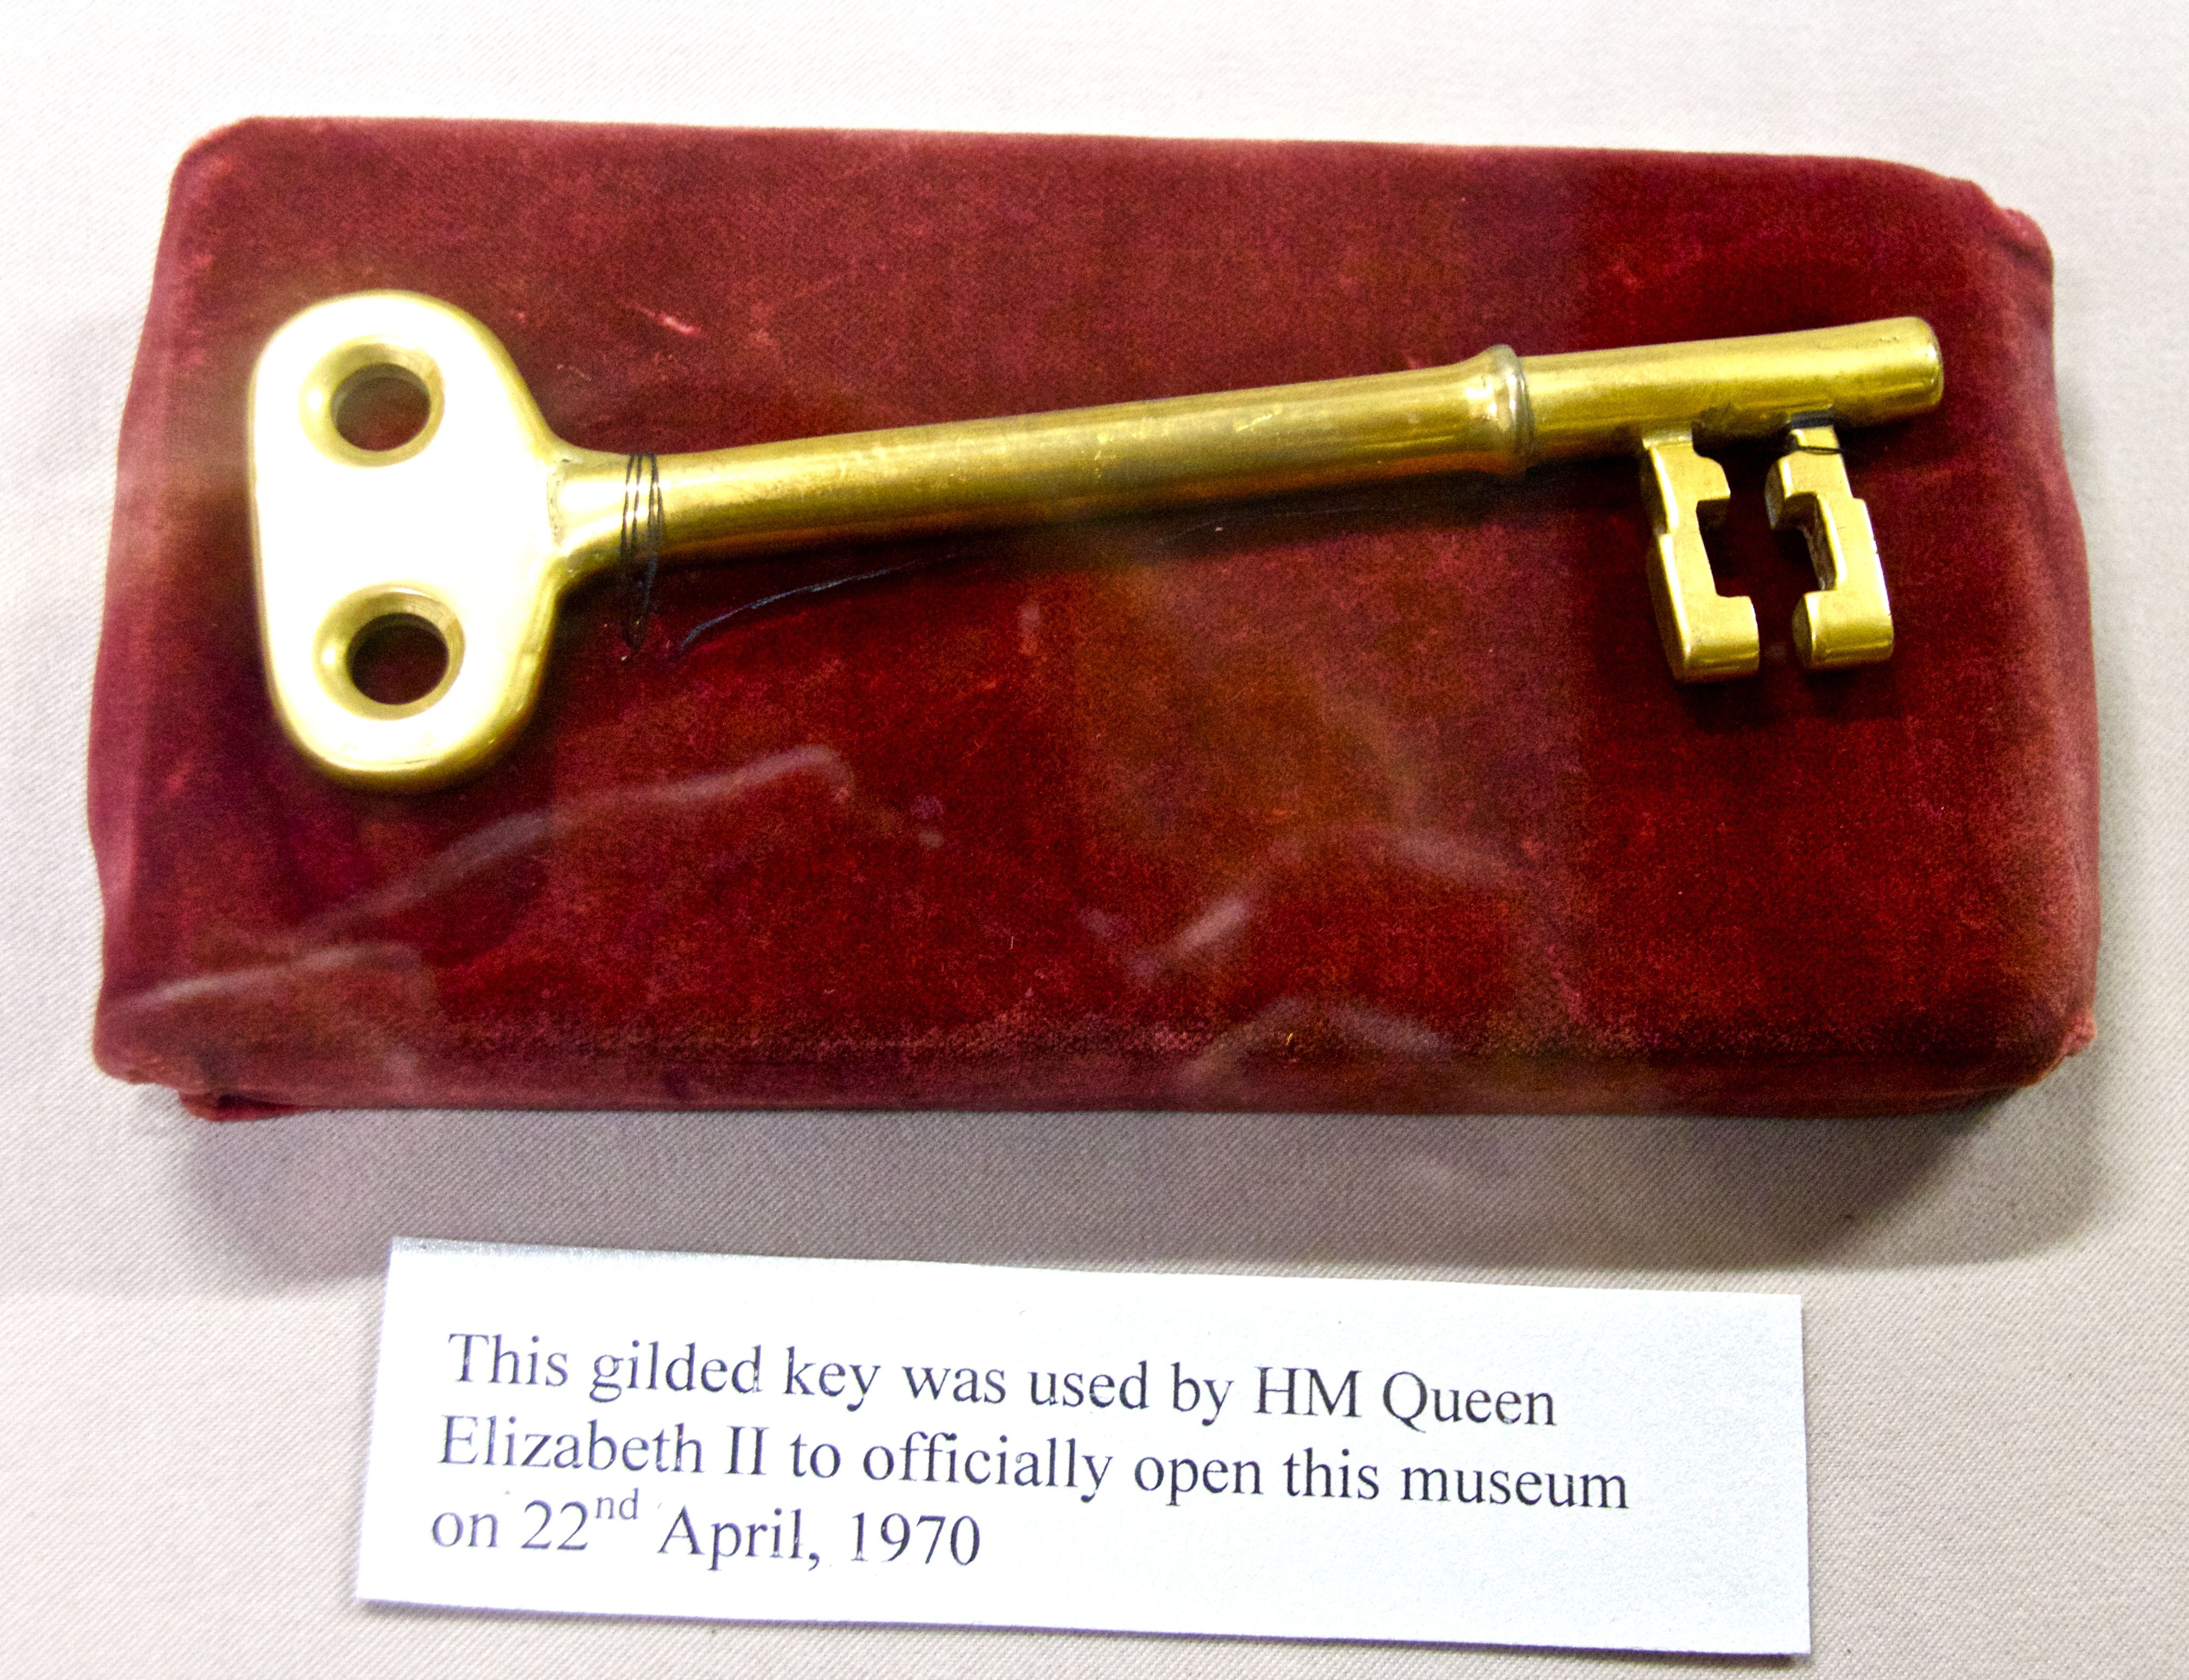 This gilded key was used by HM Queen
Elizabeth II to officially open this museum
on 22nd April, 1970